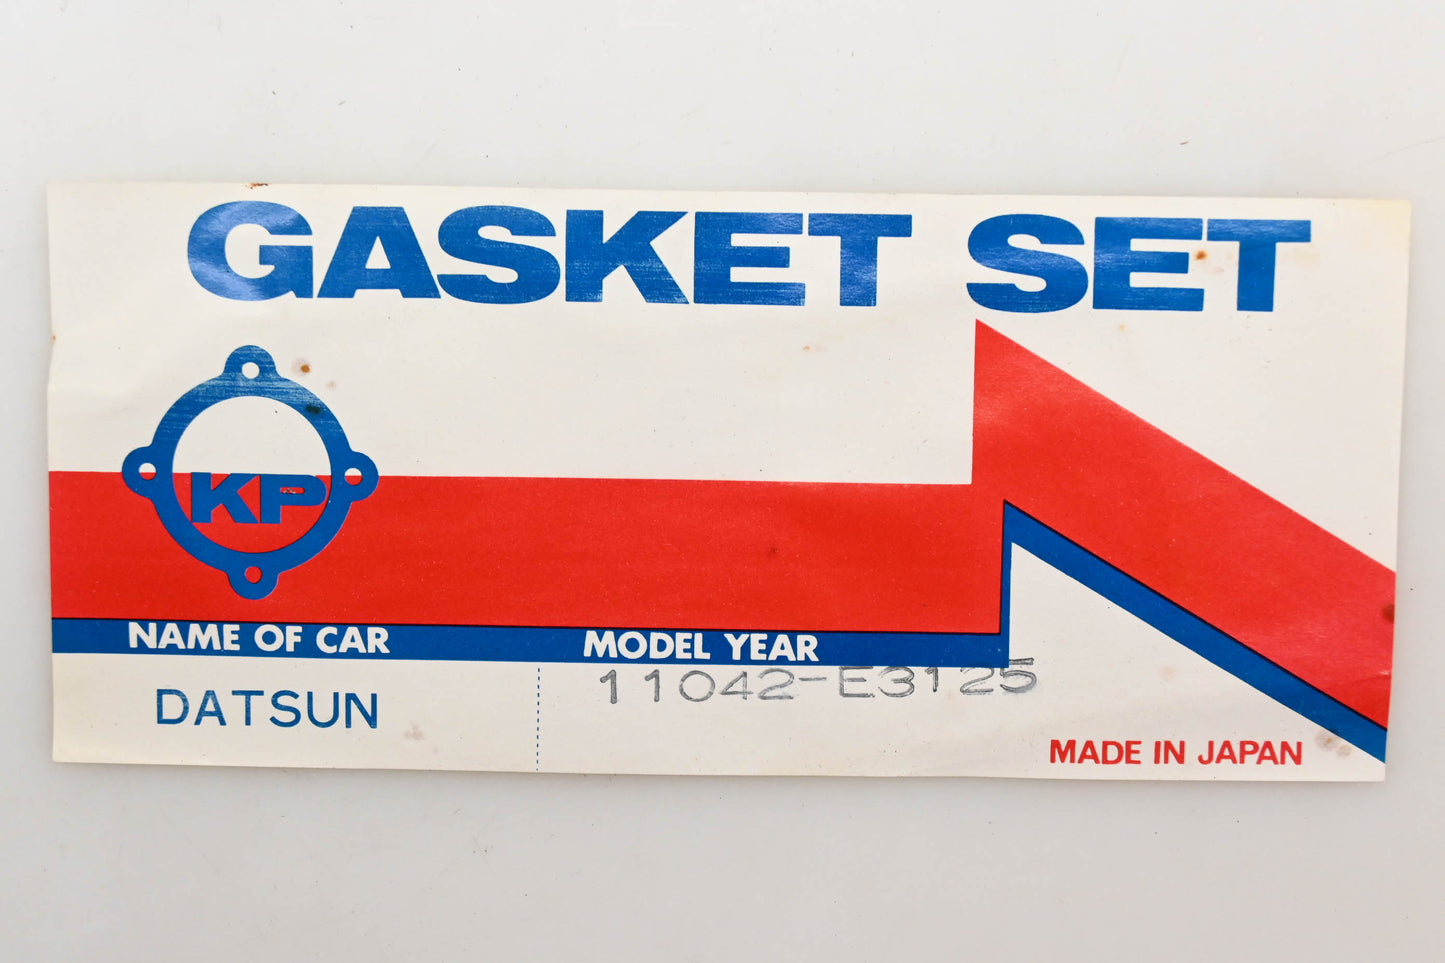 GASKET SET
KP
NAME OF CAR
MODEL YEAR
DATSUN
11042-E3125
MADE IN JAPAN